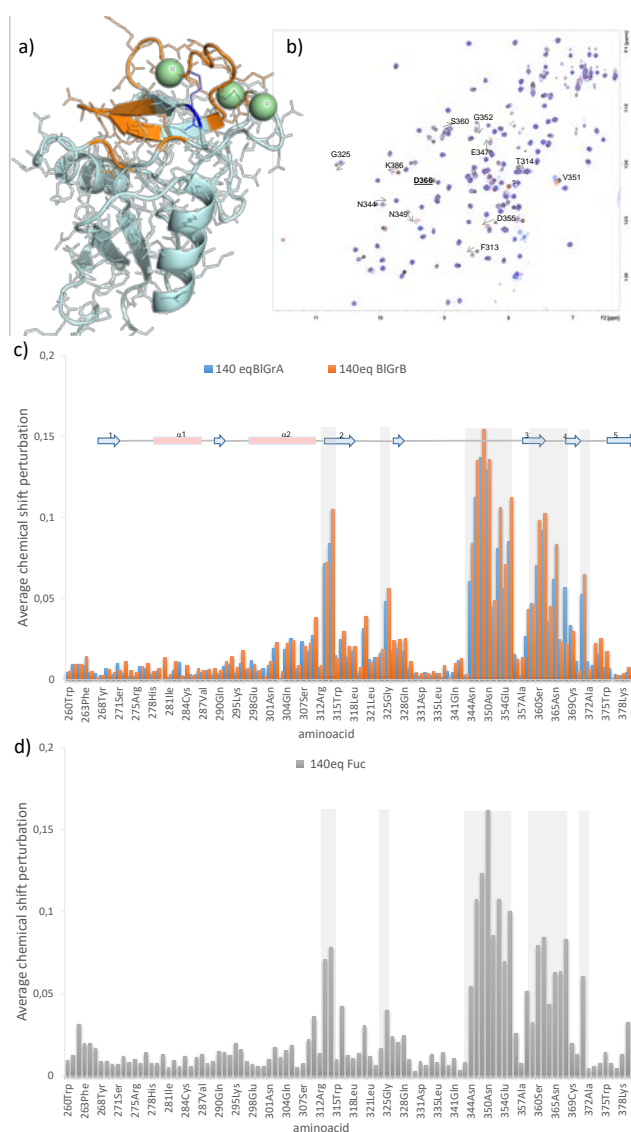 a)
b)
S360
G352
G325
E347
K386
T314
D366
?
V351
N344
N349
D355
F313
11
10
9
8
7
F2 [ppm]
c)
0,2
140 eqBlGrA
140eq BlGrB
0,15
1
α1
α2
2
3
4
5
0,1
0,05
0
Average chemical shift perturbation
260Trp
263Phe
268Tyr
271Ser
275Arg
278His
281Ile
284Cys
287Val
290Gln
295Lys
298Glu
301Asn
304Gln
307Ser
312Arg
315Trp
318Leu
321Leu
325Gly
328Gln
331Asp
335Leu
341Gln
344Asn
350Asn
354Glu
357Ala
360Ser
365Asn
369Cys
372Ala
375Trp
378Lys
aminoacid
d)
0,2
140eq Fuc
0,15
0,1
0,05
0
Average chemical shift perturbation
260Trp
263Phe
268Tyr
271Ser
275Arg
278His
281Ile
284Cys
287Val
290Gln
295Lys
298Glu
301Asn
304Gln
307Ser
312Arg
315Trp
318Leu
321Leu
325Gly
328Gln
331Asp
335Leu
341Gln
344Asn
350Asn
354Glu
357Ala
360Ser
365Asn
369Cys
372Ala
375Trp
378Lys
aminoacid